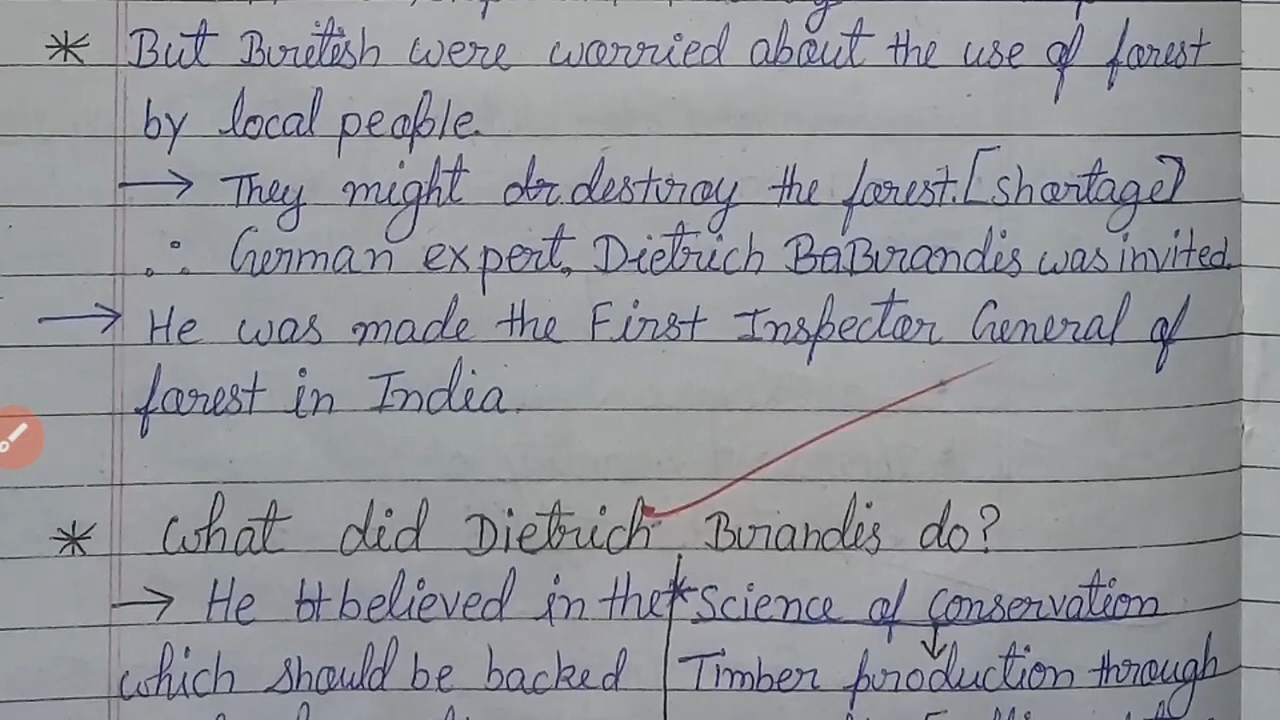 * But British were worried about the use of forest
by local people.
→ They might destroy the forest. [shortage]
∴ German expert, Dietrich Brandis was invited.
→ He was made the First Inspector General of
forest in India.
* What did Dietrich Brandis do?
→ He believed in the * Science of conservation
which should be backed | Timber production through